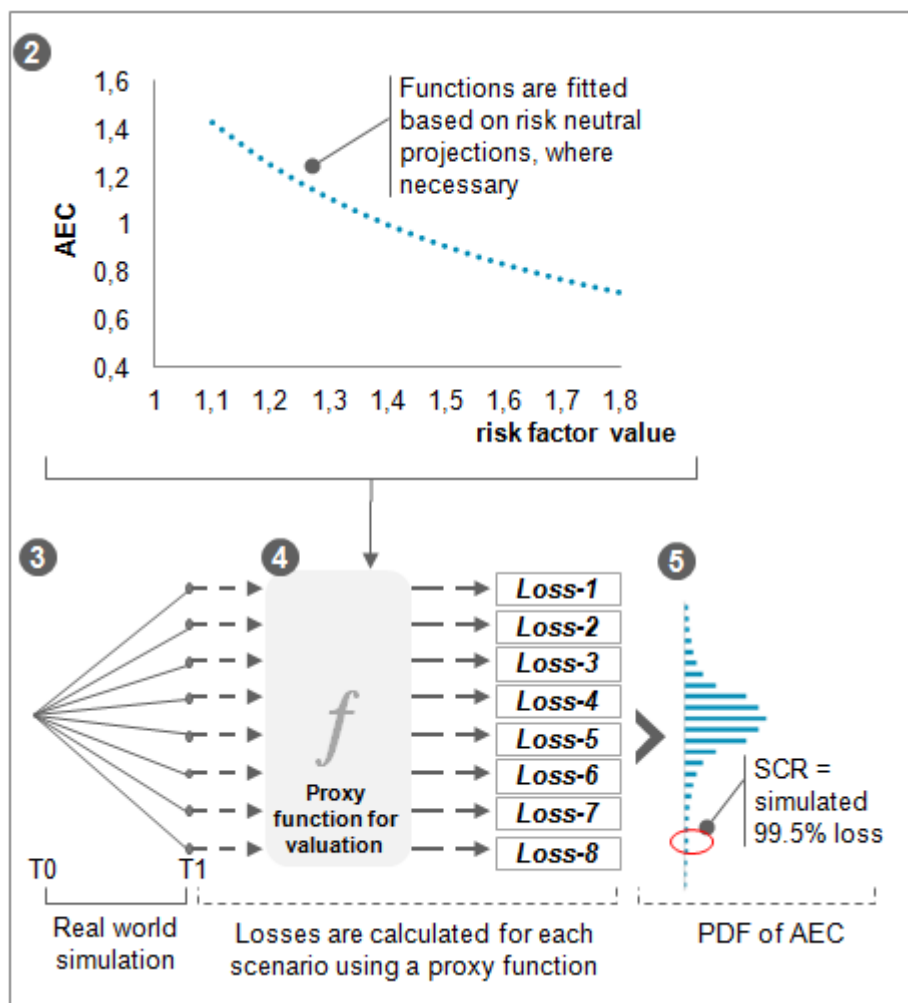 2
1,6
1,4
1,2
1
0,8
0,6
0,4
AEC
Functions are fitted
based on risk neutral
projections, where
necessary
1 1,1 1,2 1,3 1,4 1,5 1,6 1,7 1,8
risk factor value
3
4
5
Loss-1
Loss-2
Loss-3
Loss-4
Loss-5
Loss-6
Loss-7
Loss-8
f
Proxy
function for
valuation
SCR =
simulated
99.5% loss
T0 T1
Real world
simulation
Losses are calculated for each
scenario using a proxy function
PDF of AEC